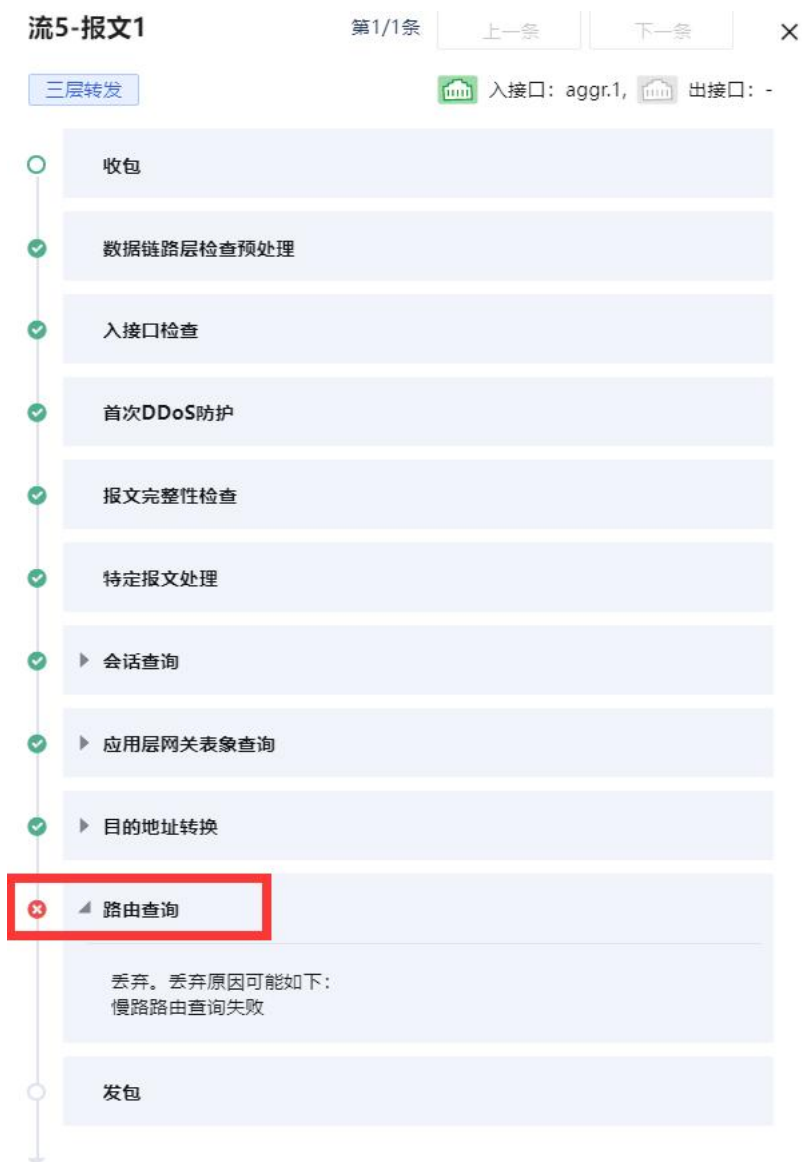 流5-报文1 第1/1条 上一条 下一条
三层转发 入接口：aggr.1, 出接口：-
收包
数据链路层检查预处理
入接口检查
首次DDoS防护
报文完整性检查
特定报文处理
会话查询
应用层网关表象查询
目的地址转换
路由查询
丢弃。丢弃原因可能如下：
慢路路由查询失败
发包